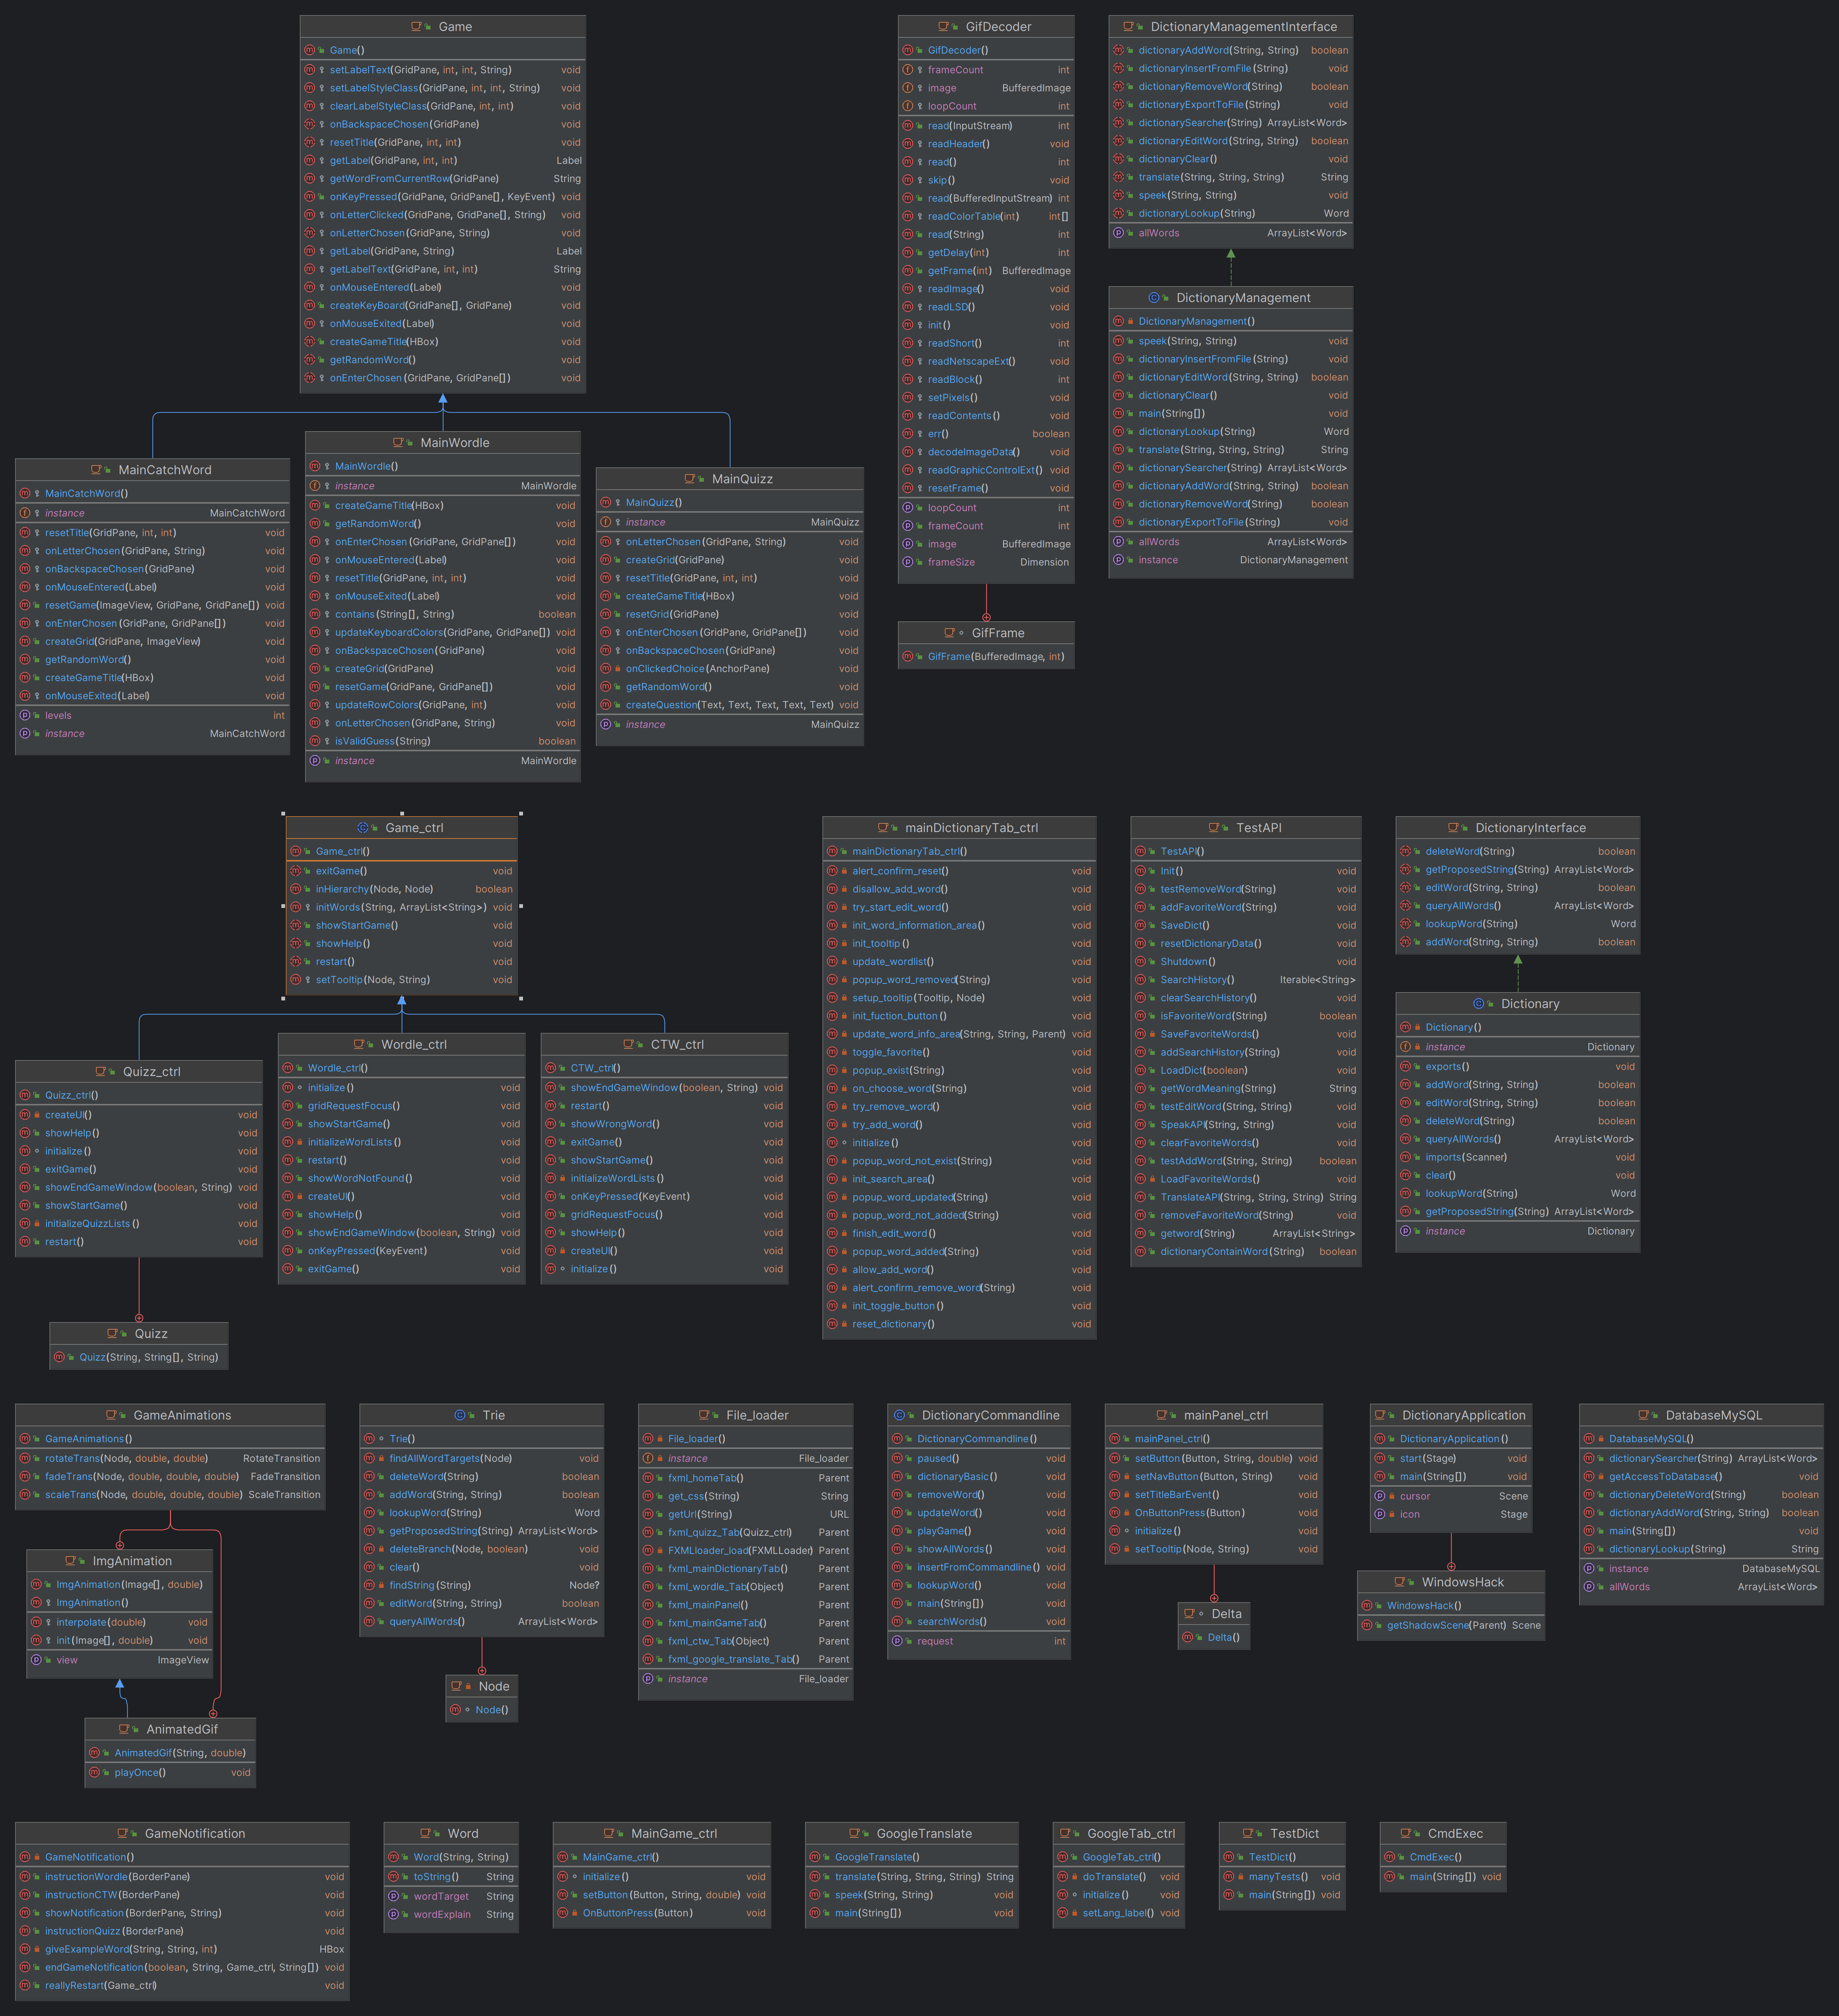 Game
Game()
setLabelText(GridPane, int, int, String) void
setLabelStyleClass(GridPane, int, int, String) void
clearLabelStyleClass(GridPane, int, int) void
onBackspaceChosen(GridPane) void
resetTitle(GridPane, int, int) void
getLabel(GridPane, int, int) Label
getWordFromCurrentRow(GridPane) String
onKeyPressed(GridPane, GridPane[], KeyEvent) void
onLetterClicked(GridPane, GridPane[], String) void
onLetterChosen(GridPane, String) void
getLabel(GridPane, String) Label
getLabelText(GridPane, int, int) String
onMouseEntered(Label) void
createKeyBoard(GridPane[], GridPane) void
onMouseExited(Label) void
createGameTitle(HBox) void
getRandomWord() void
onEnterChosen(GridPane, GridPane[]) void
GifDecoder
GifDecoder()
frameCount int
image BufferedImage
loopCount int
read(InputStream) int
readHeader() void
read() int
skip() void
read(BufferedInputStream) int
readColorTable(int) int[]
read(String) int
getDelay(int) int
getFrame(int) BufferedImage
readImage() void
readLSD() void
init() void
readShort() int
readNetscapeExt() void
readBlock() int
setPixels() void
readContents() void
err() boolean
decodeImageData() void
readGraphicControlExt() void
resetFrame() void
loopCount int
frameCount int
image BufferedImage
frameSize Dimension
GifFrame
GifFrame(BufferedImage, int)
DictionaryManagementInterface
dictionaryAddWord(String, String) boolean
dictionaryInsertFromFile(String) void
dictionaryRemoveWord(String) boolean
dictionaryExportToFile(String) void
dictionarySearcher(String) ArrayList<Word>
dictionaryEditWord(String, String) boolean
dictionaryClear() void
translate(String, String, String) String
speek(String, String) void
dictionaryLookup(String) Word
allWords ArrayList<Word>
DictionaryManagement
DictionaryManagement()
speek(String, String) void
dictionaryInsertFromFile(String) void
dictionaryEditWord(String, String) boolean
dictionaryClear() void
main(String[]) void
dictionaryLookup(String) Word
translate(String, String, String) String
dictionarySearcher(String) ArrayList<Word>
dictionaryAddWord(String, String) boolean
dictionaryRemoveWord(String) boolean
dictionaryExportToFile(String) void
allWords ArrayList<Word>
instance DictionaryManagement
MainCatchWord
MainCatchWord()
instance MainCatchWord
resetTitle(GridPane, int, int) void
onLetterChosen(GridPane, String) void
onBackspaceChosen(GridPane) void
onMouseEntered(Label) void
resetGame(ImageView, GridPane, GridPane[]) void
onEnterChosen(GridPane, GridPane[]) void
createGrid(GridPane, ImageView) void
getRandomWord() void
createGameTitle(HBox) void
onMouseExited(Label) void
levels int
instance MainCatchWord
MainWordle
MainWordle()
instance MainWordle
createGameTitle(HBox) void
getRandomWord() void
onEnterChosen(GridPane, GridPane[]) void
onMouseEntered(Label) void
resetTitle(GridPane, int, int) void
onMouseExited(Label) void
contains(String[], String) boolean
updateKeyboardColors(GridPane, GridPane[]) void
onBackspaceChosen(GridPane) void
createGrid(GridPane) void
resetGame(GridPane, GridPane[]) void
updateRowColors(GridPane, int) void
onLetterChosen(GridPane, String) void
isValidGuess(String) boolean
instance MainWordle
MainQuizz
MainQuizz()
instance MainQuizz
onLetterChosen(GridPane, String) void
createGrid(GridPane) void
resetTitle(GridPane, int, int) void
createGameTitle(HBox) void
resetGrid(GridPane) void
onEnterChosen(GridPane, GridPane[]) void
onBackspaceChosen(GridPane) void
onClickedChoice(AnchorPane) void
getRandomWord() void
createQuestion(Text, Text, Text, Text, Text) void
instance MainQuizz
Game_ctrl
Game_ctrl()
exitGame() void
inHierarchy(Node, Node) boolean
initWords(String, ArrayList<String>) void
showStartGame() void
showHelp() void
restart() void
setTooltip(Node, String) void
Quizz_ctrl
Quizz_ctrl()
createUI() void
showHelp() void
initialize() void
exitGame() void
showEndGameWindow(boolean, String) void
showStartGame() void
initializeQuizzLists() void
restart() void
Quizz
Quizz(String, String[], String)
Wordle_ctrl
Wordle_ctrl()
initialize() void
gridRequestFocus() void
showStartGame() void
initializeWordLists() void
restart() void
showWordNotFound() void
createUI() void
showHelp() void
showEndGameWindow(boolean, String) void
onKeyPressed(KeyEvent) void
exitGame() void
CTW_ctrl
CTW_ctrl()
showEndGameWindow(boolean, String) void
restart() void
showWrongWord() void
exitGame() void
showStartGame() void
initializeWordLists() void
onKeyPressed(KeyEvent) void
gridRequestFocus() void
showHelp() void
createUI() void
initialize() void
mainDictionaryTab_ctrl
mainDictionaryTab_ctrl()
alert_confirm_reset() void
disallow_add_word() void
try_start_edit_word() void
init_word_information_area() void
init_tooltip() void
update_wordlist() void
popup_word_removed(String) void
setup_tooltip(Tooltip, Node) void
init_fuction_button() void
update_word_info_area(String, String, Parent) void
toggle_favorite() void
popup_exist(String) void
on_choose_word(String) void
try_remove_word() void
try_add_word() void
initialize() void
popup_word_not_exist(String) void
init_search_area() void
popup_word_updated(String) void
popup_word_not_added(String) void
finish_edit_word() void
popup_word_added(String) void
allow_add_word() void
alert_confirm_remove_word(String) void
init_toggle_button() void
reset_dictionary() void
TestAPI
TestAPI()
Init() void
testRemoveWord(String) void
addFavoriteWord(String) void
SaveDict() void
resetDictionaryData() void
Shutdown() void
SearchHistory() Iterable<String>
clearSearchHistory() void
isFavoriteWord(String) boolean
SaveFavoriteWords() void
addSearchHistory(String) void
LoadDict(boolean) void
getWordMeaning(String) String
testEditWord(String, String) void
SpeakAPI(String, String) void
clearFavoriteWords() void
testAddWord(String, String) boolean
LoadFavoriteWords() void
TranslateAPI(String, String, String) String
removeFavoriteWord(String) void
getword(String) ArrayList<String>
dictionaryContainWord(String) boolean
DictionaryInterface
deleteWord(String) boolean
getProposedString(String) ArrayList<Word>
editWord(String, String) boolean
queryAllWords() ArrayList<Word>
lookupWord(String) Word
addWord(String, String) boolean
Dictionary
Dictionary()
instance Dictionary
exports() void
addWord(String, String) boolean
editWord(String, String) boolean
deleteWord(String) boolean
queryAllWords() ArrayList<Word>
imports(Scanner) void
clear() void
lookupWord(String) Word
getProposedString(String) ArrayList<Word>
instance Dictionary
GameAnimations
GameAnimations()
rotateTrans(Node, double, double) RotateTransition
fadeTrans(Node, double, double, double) FadeTransition
scaleTrans(Node, double, double, double) ScaleTransition
ImgAnimation
ImgAnimation(Image[], double)
ImgAnimation()
interpolate(double) void
init(Image[], double) void
view ImageView
AnimatedGif
AnimatedGif(String, double)
playOnce() void
Trie
Trie()
findAllWordTargets(Node) void
deleteWord(String) boolean
addWord(String, String) boolean
lookupWord(String) Word
getProposedString(String) ArrayList<Word>
deleteBranch(Node, boolean) void
clear() void
findString(String) Node?
editWord(String, String) boolean
queryAllWords() ArrayList<Word>
Node
Node()
File_loader
File_loader()
instance File_loader
fxml_homeTab() Parent
get_css(String) String
getUrl(String) URL
fxml_quizz_Tab(Quizz_ctrl) Parent
FXMLloader_load(FXMLLoader) Parent
fxml_mainDictionaryTab() Parent
fxml_wordle_Tab(Object) Parent
fxml_mainPanel() Parent
fxml_mainGameTab() Parent
fxml_ctw_Tab(Object) Parent
fxml_google_translate_Tab() Parent
instance File_loader
DictionaryCommandline
DictionaryCommandline()
paused() void
dictionaryBasic() void
removeWord() void
updateWord() void
playGame() void
showAllWords() void
insertFromCommandline() void
lookupWord() void
main(String[]) void
searchWords() void
request int
mainPanel_ctrl
mainPanel_ctrl()
setButton(Button, String, double) void
setNavButton(Button, String) void
setTitleBarEvent() void
OnButtonPress(Button) void
initialize() void
setTooltip(Node, String) void
Delta
Delta()
DictionaryApplication
DictionaryApplication()
start(Stage) void
main(String[]) void
cursor Scene
icon Stage
WindowsHack
WindowsHack()
getShadowScene(Parent) Scene
DatabaseMySQL
DatabaseMySQL()
dictionarySearcher(String) ArrayList<Word>
getAccessToDatabase() void
dictionaryDeleteWord(String) boolean
dictionaryAddWord(String, String) boolean
main(String[]) void
dictionaryLookup(String) String
instance DatabaseMySQL
allWords ArrayList<Word>
GameNotification
GameNotification()
instructionWordle(BorderPane) void
instructionCTW(BorderPane) void
showNotification(BorderPane, String) void
instructionQuizz(BorderPane) void
giveExampleWord(String, String, int) HBox
endGameNotification(boolean, String, Game_ctrl, String[]) void
reallyRestart(Game_ctrl) void
Word
Word(String, String)
toString() String
wordTarget String
wordExplain String
MainGame_ctrl
MainGame_ctrl()
initialize() void
setButton(Button, String, double) void
OnButtonPress(Button) void
GoogleTranslate
GoogleTranslate()
translate(String, String, String) String
speek(String, String) void
main(String[]) void
GoogleTab_ctrl
GoogleTab_ctrl()
doTranslate() void
initialize() void
setLang_label() void
TestDict
TestDict()
manyTests() void
main(String[]) void
CmdExec
CmdExec()
main(String[]) void